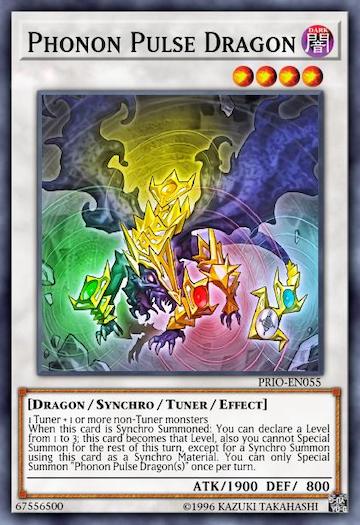 PHONON PULSE DRAGON
DARK
闇
PRIO-EN055
[DRAGON / SYNCHRO / TUNER / EFFECT]
1 Tuner + 1 or more non-Tuner monsters
When this card is Synchro Summoned: You can declare a Level
from 1 to 3; this card becomes that Level, also you cannot Special
Summon for the rest of this turn, except for a Synchro Summon
using this card as a Synchro Material. You can only Special
Summon "Phonon Pulse Dragon(s)" once per turn.
ATK/1900 DEF/ 800
67556500
©1996 KAZUKI TAKAHASHI